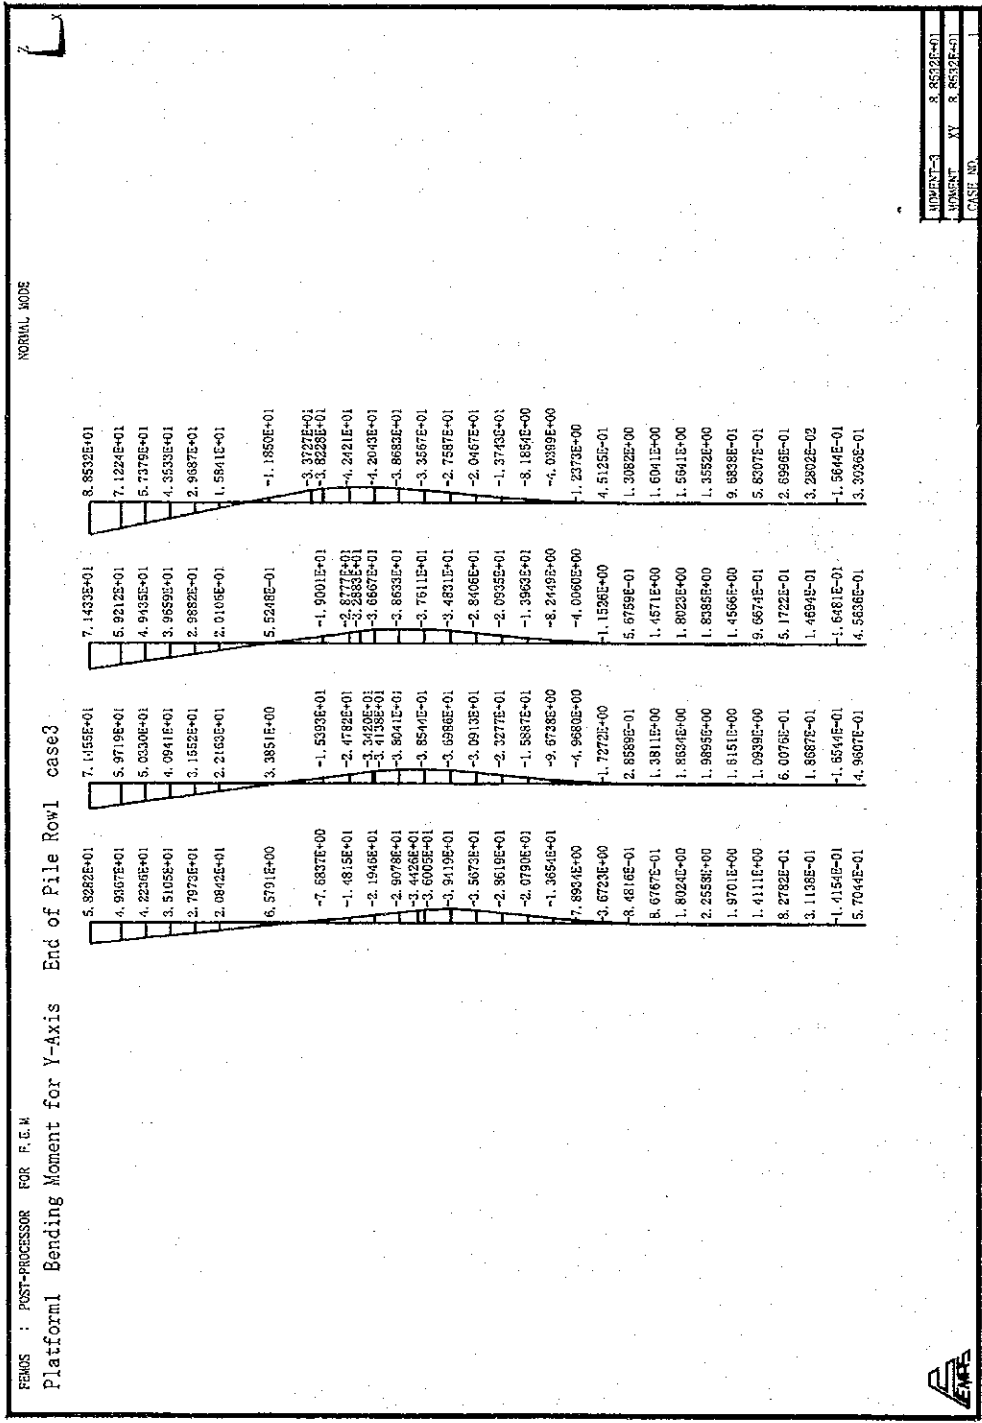 FEMOS : POST-PROCESSOR FOR F.E.M
NORMAL MODE
Platform1 Bending Moment for Y-Axis End of Pile Row1 case3
Z
X
5.8282E+01
4.9367E+01
4.2236E+01
3.5105E+01
2.7973E+01
2.0842E+01
6.5791E+00
-7.6837E+00
-1.4815E+01
-2.1946E+01
-2.9078E+01
-3.4426E+01
-3.6005E+01
-3.9419E+01
-3.5673E+01
-2.8619E+01
-2.0790E+01
-1.3654E+01
-7.8934E+00
-3.6723E+00
-8.4816E-01
8.6767E-01
1.8024E+00
2.2558E+00
1.9701E+00
1.4111E+00
8.2782E-01
3.1138E-01
-1.4154E-01
5.7044E-01
7.1455E+01
5.9719E+01
5.0330E+01
4.0941E+01
3.1552E+01
2.2163E+01
3.3851E+00
-1.5393E+01
-2.4782E+01
-3.3420E+01
-3.4138E+01
-3.8041E+01
-3.8544E+01
-3.6986E+01
-3.0913E+01
-2.3277E+01
-1.5887E+01
-9.6738E+00
-4.9680E+00
-1.7272E+00
2.8589E-01
1.3811E+00
1.8634E+00
1.9895E+00
1.6151E+00
1.0939E+00
6.0076E-01
1.8687E-01
-1.6544E-01
4.9607E-01
7.1433E+01
5.9212E+01
4.9435E+01
3.9659E+01
2.9882E+01
2.0106E+01
5.5248E-01
-1.9001E+01
-2.8777E+01
-3.2883E+01
-3.6667E+01
-3.8633E+01
-3.7611E+01
-3.4831E+01
-2.8406E+01
-2.0935E+01
-1.3963E+01
-8.2449E+00
-4.0060E+00
-1.1526E+00
5.6759E-01
1.4571E+00
1.8023E+00
1.8385E+00
1.4566E+00
9.6674E-01
5.1722E-01
1.4694E-01
-1.6481E-01
4.5636E-01
8.8532E+01
7.1224E+01
5.7379E+01
4.3533E+01
2.9687E+01
1.5841E+01
-1.1850E+01
-3.3727E+01
-3.8228E+01
-4.2421E+01
-4.2043E+01
-3.8683E+01
-3.3567E+01
-2.7587E+01
-2.0457E+01
-1.3743E+01
-8.1854E+00
-4.0399E+00
-1.2373E+00
4.5125E-01
1.3082E+00
1.6041E+00
1.5641E+00
1.3552E+00
9.6838E-01
5.8307E-01
2.6996E-01
3.2802E-02
-1.5644E-01
3.3936E-01
MOMENT-3 8.8532E+01
MOMENT XY 8.8532E+01
CASE NO. 1